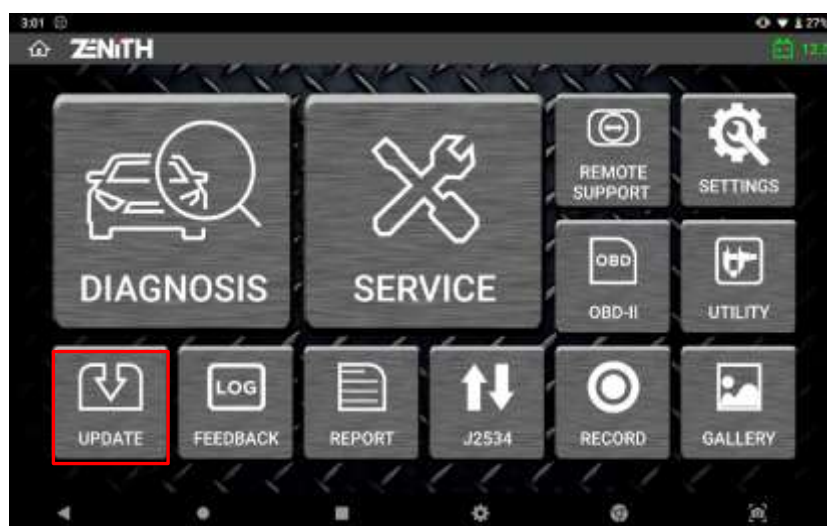 3:01
27%
ZENITH
DIAGNOSIS
SERVICE
REMOTE
SUPPORT
SETTINGS
OBD
OBD-II
UTILITY
UPDATE
LOG
FEEDBACK
REPORT
J2534
RECORD
GALLERY